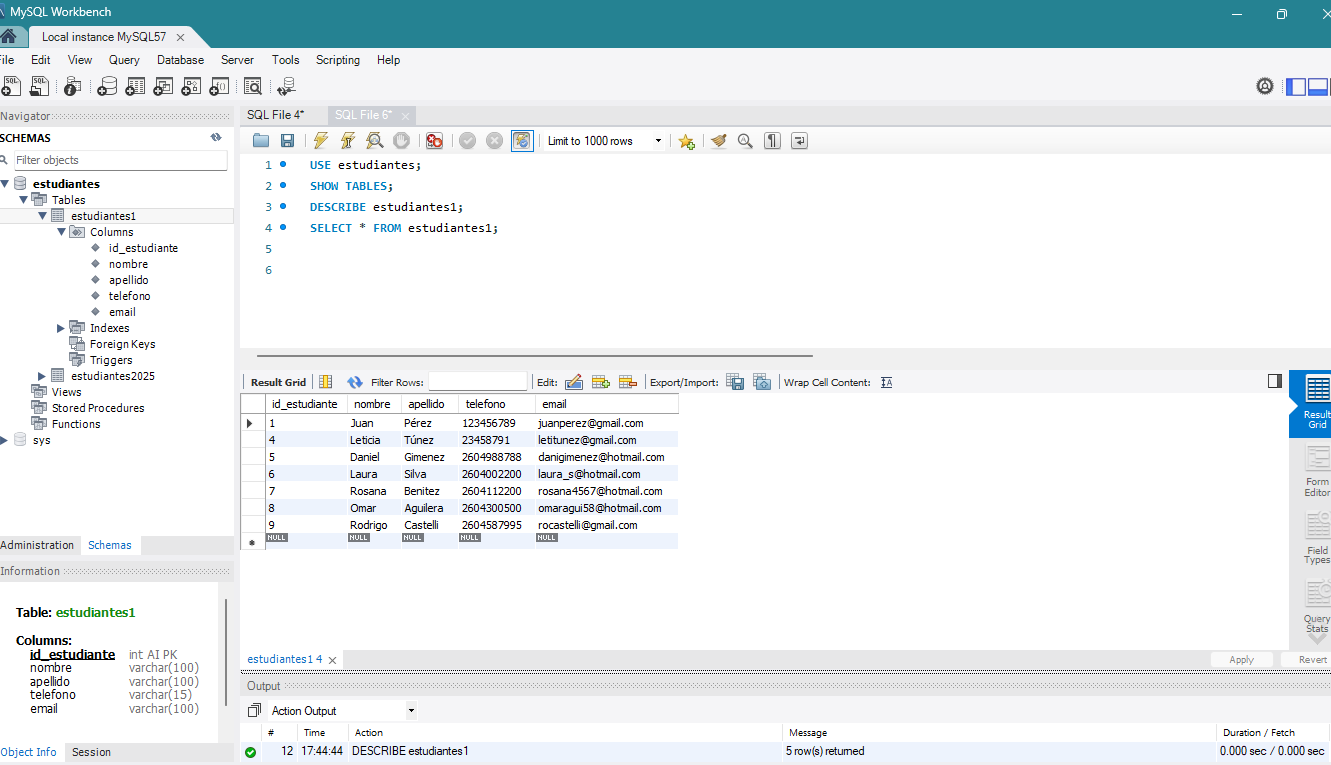 MySQL Workbench
Local instance MySQL57
File Edit View Query Database Server Tools Scripting Help
Navigator
SCHEMAS
Filter objects
estudiantes
Tables
estudiantes1
Columns
id_estudiante
nombre
apellido
telefono
email
Indexes
Foreign Keys
Triggers
estudiantes2025
Views
Stored Procedures
Functions
sys
Administration Schemas
Information
Table: estudiantes1
Columns:
id_estudiante int AI PK
nombre varchar(100)
apellido varchar(100)
telefono varchar(15)
email varchar(100)
Object Info Session
SQL File 4* SQL File 6*
Limit to 1000 rows
1 USE estudiantes;
2 SHOW TABLES;
3 DESCRIBE estudiantes1;
4 SELECT * FROM estudiantes1;
5
6
Result Grid Filter Rows: Edit: Export/Import: Wrap Cell Content: IA
id_estudiante nombre apellido telefono email
1 Juan Pérez 123456789 juanperez@gmail.com
4 Leticia Túnez 23458791 letitunez@gmail.com
5 Daniel Gimenez 2604988788 danigimenez@hotmail.com
6 Laura Silva 2604002200 laura_s@hotmail.com
7 Rosana Benitez 2604112200 rosana4567@hotmail.com
8 Omar Aguilera 2604300500 omaragui58@hotmail.com
9 Rodrigo Castelli 2604587995 rocastelli@gmail.com
NULL NULL NULL NULL NULL
Result
Grid
Form
Editor
Field
Types
Query
Stats
estudiantes1 4
Apply Revert
Output
Action Output
# Time Action Message Duration / Fetch
12 17:44:44 DESCRIBE estudiantes1 5 row(s) returned 0.000 sec / 0.000 sec